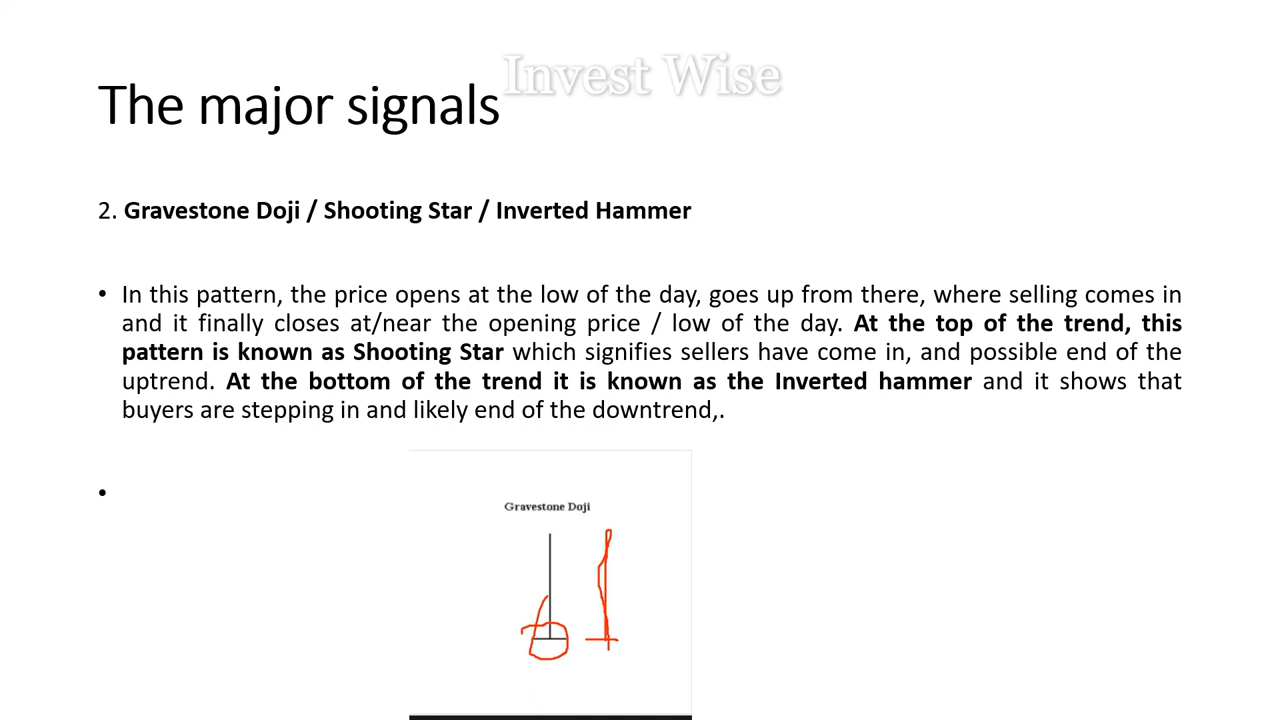 Invest Wise
The major signals
2. Gravestone Doji / Shooting Star / Inverted Hammer
• In this pattern, the price opens at the low of the day, goes up from there, where selling comes in
and it finally closes at/near the opening price / low of the day. At the top of the trend, this
pattern is known as Shooting Star which signifies sellers have come in, and possible end of the
uptrend. At the bottom of the trend it is known as the Inverted hammer and it shows that
buyers are stepping in and likely end of the downtrend,.
•
Gravestone Doji